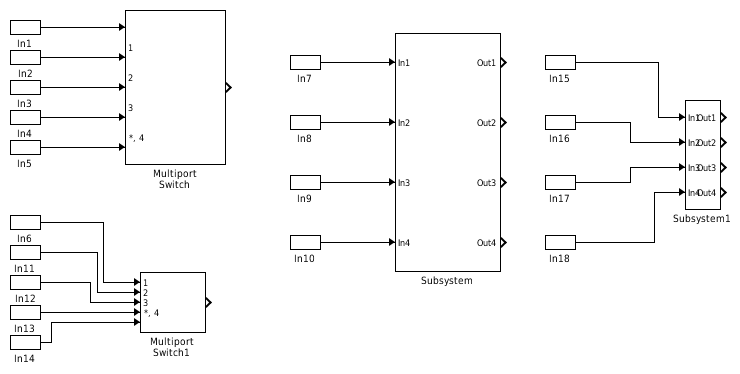 In1
1
In2
2
In3
3
In4
*, 4
In5
Multiport
Switch
In6
In11
In12
In13
In14
1
2
3
*, 4
Multiport
Switch1
In7
In8
In9
In10
In1
Out1
In2
Out2
In3
Out3
In4
Out4
Subsystem
In15
In16
In17
In18
In1
Out1
In2
Out2
In3
Out3
In4
Out4
Subsystem1